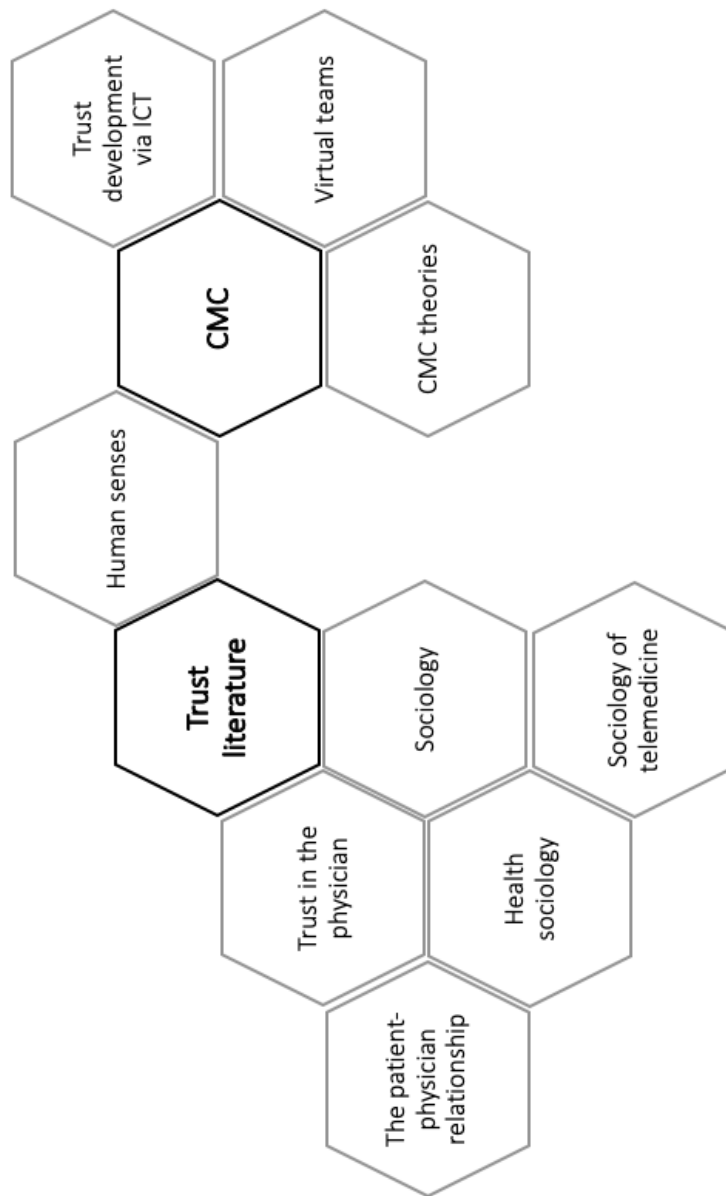 The patient-
physician
relationship
Trust in the
physician
Health
sociology
Trust
literature
Sociology
Sociology of
telemedicine
Human senses
CMC
CMC theories
Trust
development
via ICT
Virtual teams